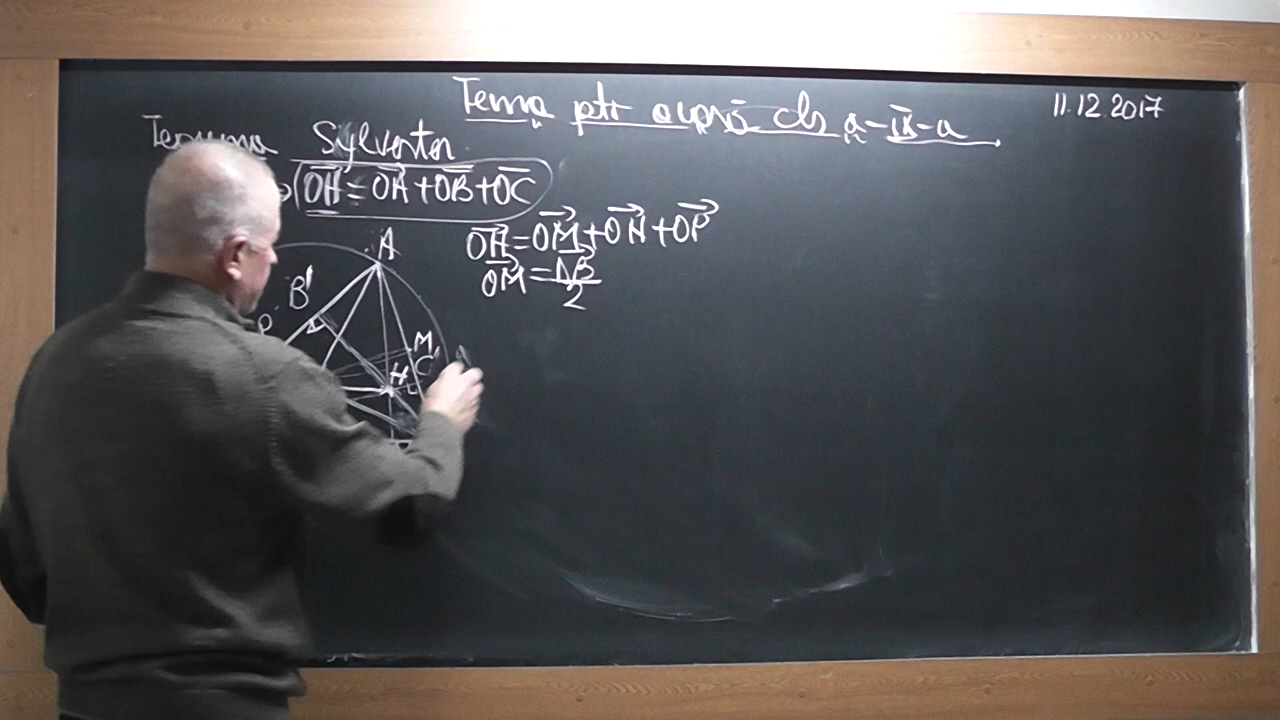 Tema ptr acasă cls a-IX-a
11.12.2017
Sylvester
OH = OA + OB + OC
OH = OM + ON + OP
OM = AB / 2
A
B'
P
M
C'
H